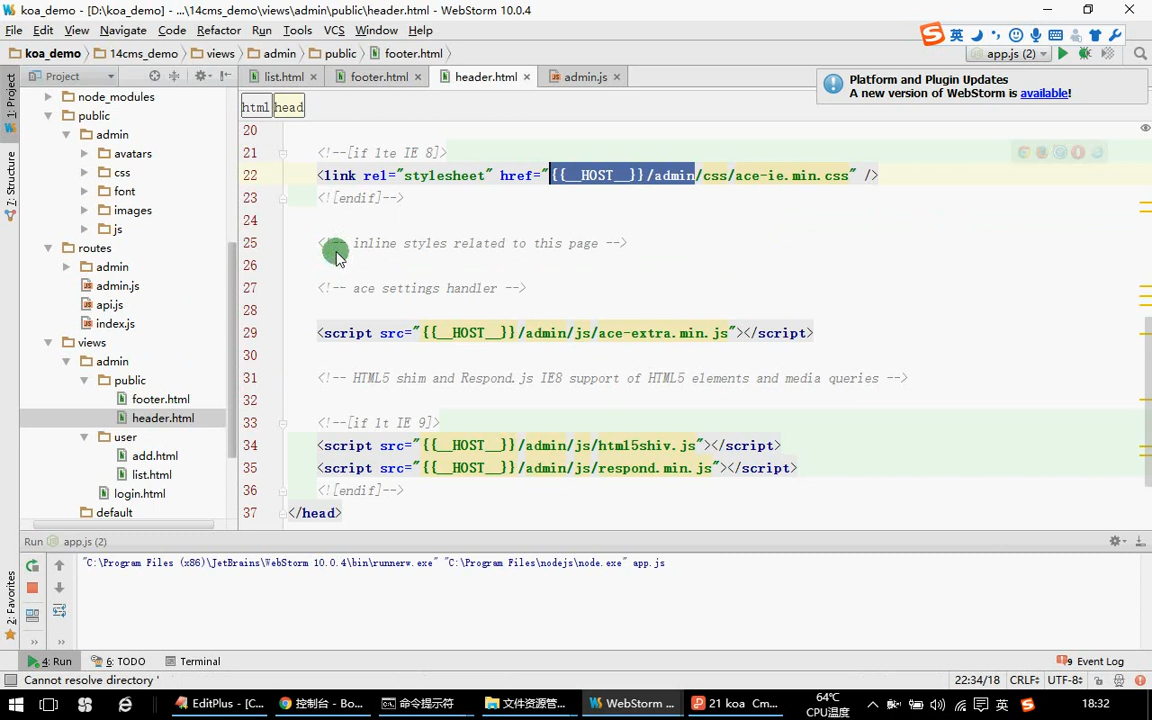 koa_demo - [D:\koa_demo] - ...\14cms_demo\views\admin\public\header.html - WebStorm 10.0.4
File Edit View Navigate Code Refactor Run Tools VCS Window Help
英
koa_demo 14cms_demo views admin public footer.html
app.js (2)
Project
list.html footer.html header.html admin.js
Platform and Plugin Updates
A new version of WebStorm is available!
1: Project
7: Structure
2: Favorites
node_modules
public
admin
avatars
css
font
images
js
routes
admin
admin.js
api.js
index.js
views
admin
public
footer.html
header.html
user
add.html
list.html
login.html
default
html head
20
21 <!--[if lte IE 8]>
22 <link rel="stylesheet" href="{{__HOST__}}/admin/css/ace-ie.min.css" />
23 <![endif]-->
24
25 <!-- inline styles related to this page -->
26
27 <!-- ace settings handler -->
28
29 <script src="{{__HOST__}}/admin/js/ace-extra.min.js"></script>
30
31 <!-- HTML5 shim and Respond.js IE8 support of HTML5 elements and media queries -->
32
33 <!--[if lt IE 9]>
34 <script src="{{__HOST__}}/admin/js/html5shiv.js"></script>
35 <script src="{{__HOST__}}/admin/js/respond.min.js"></script>
36 <![endif]-->
37 </head>
Run app.js (2)
"C:\Program Files (x86)\JetBrains\WebStorm 10.0.4\bin\runnerw.exe" "C:\Program Files\nodejs\node.exe" app.js
4: Run 6: TODO Terminal
9 Event Log
Cannot resolve directory '
22:34/18 CRLF÷ UTF-8÷
EditPlus - [C... 控制台 - Bo... 命令提示符 文件资源管... WebStorm ... 21 koa Cm...
64℃
CPU温度
英
18:32